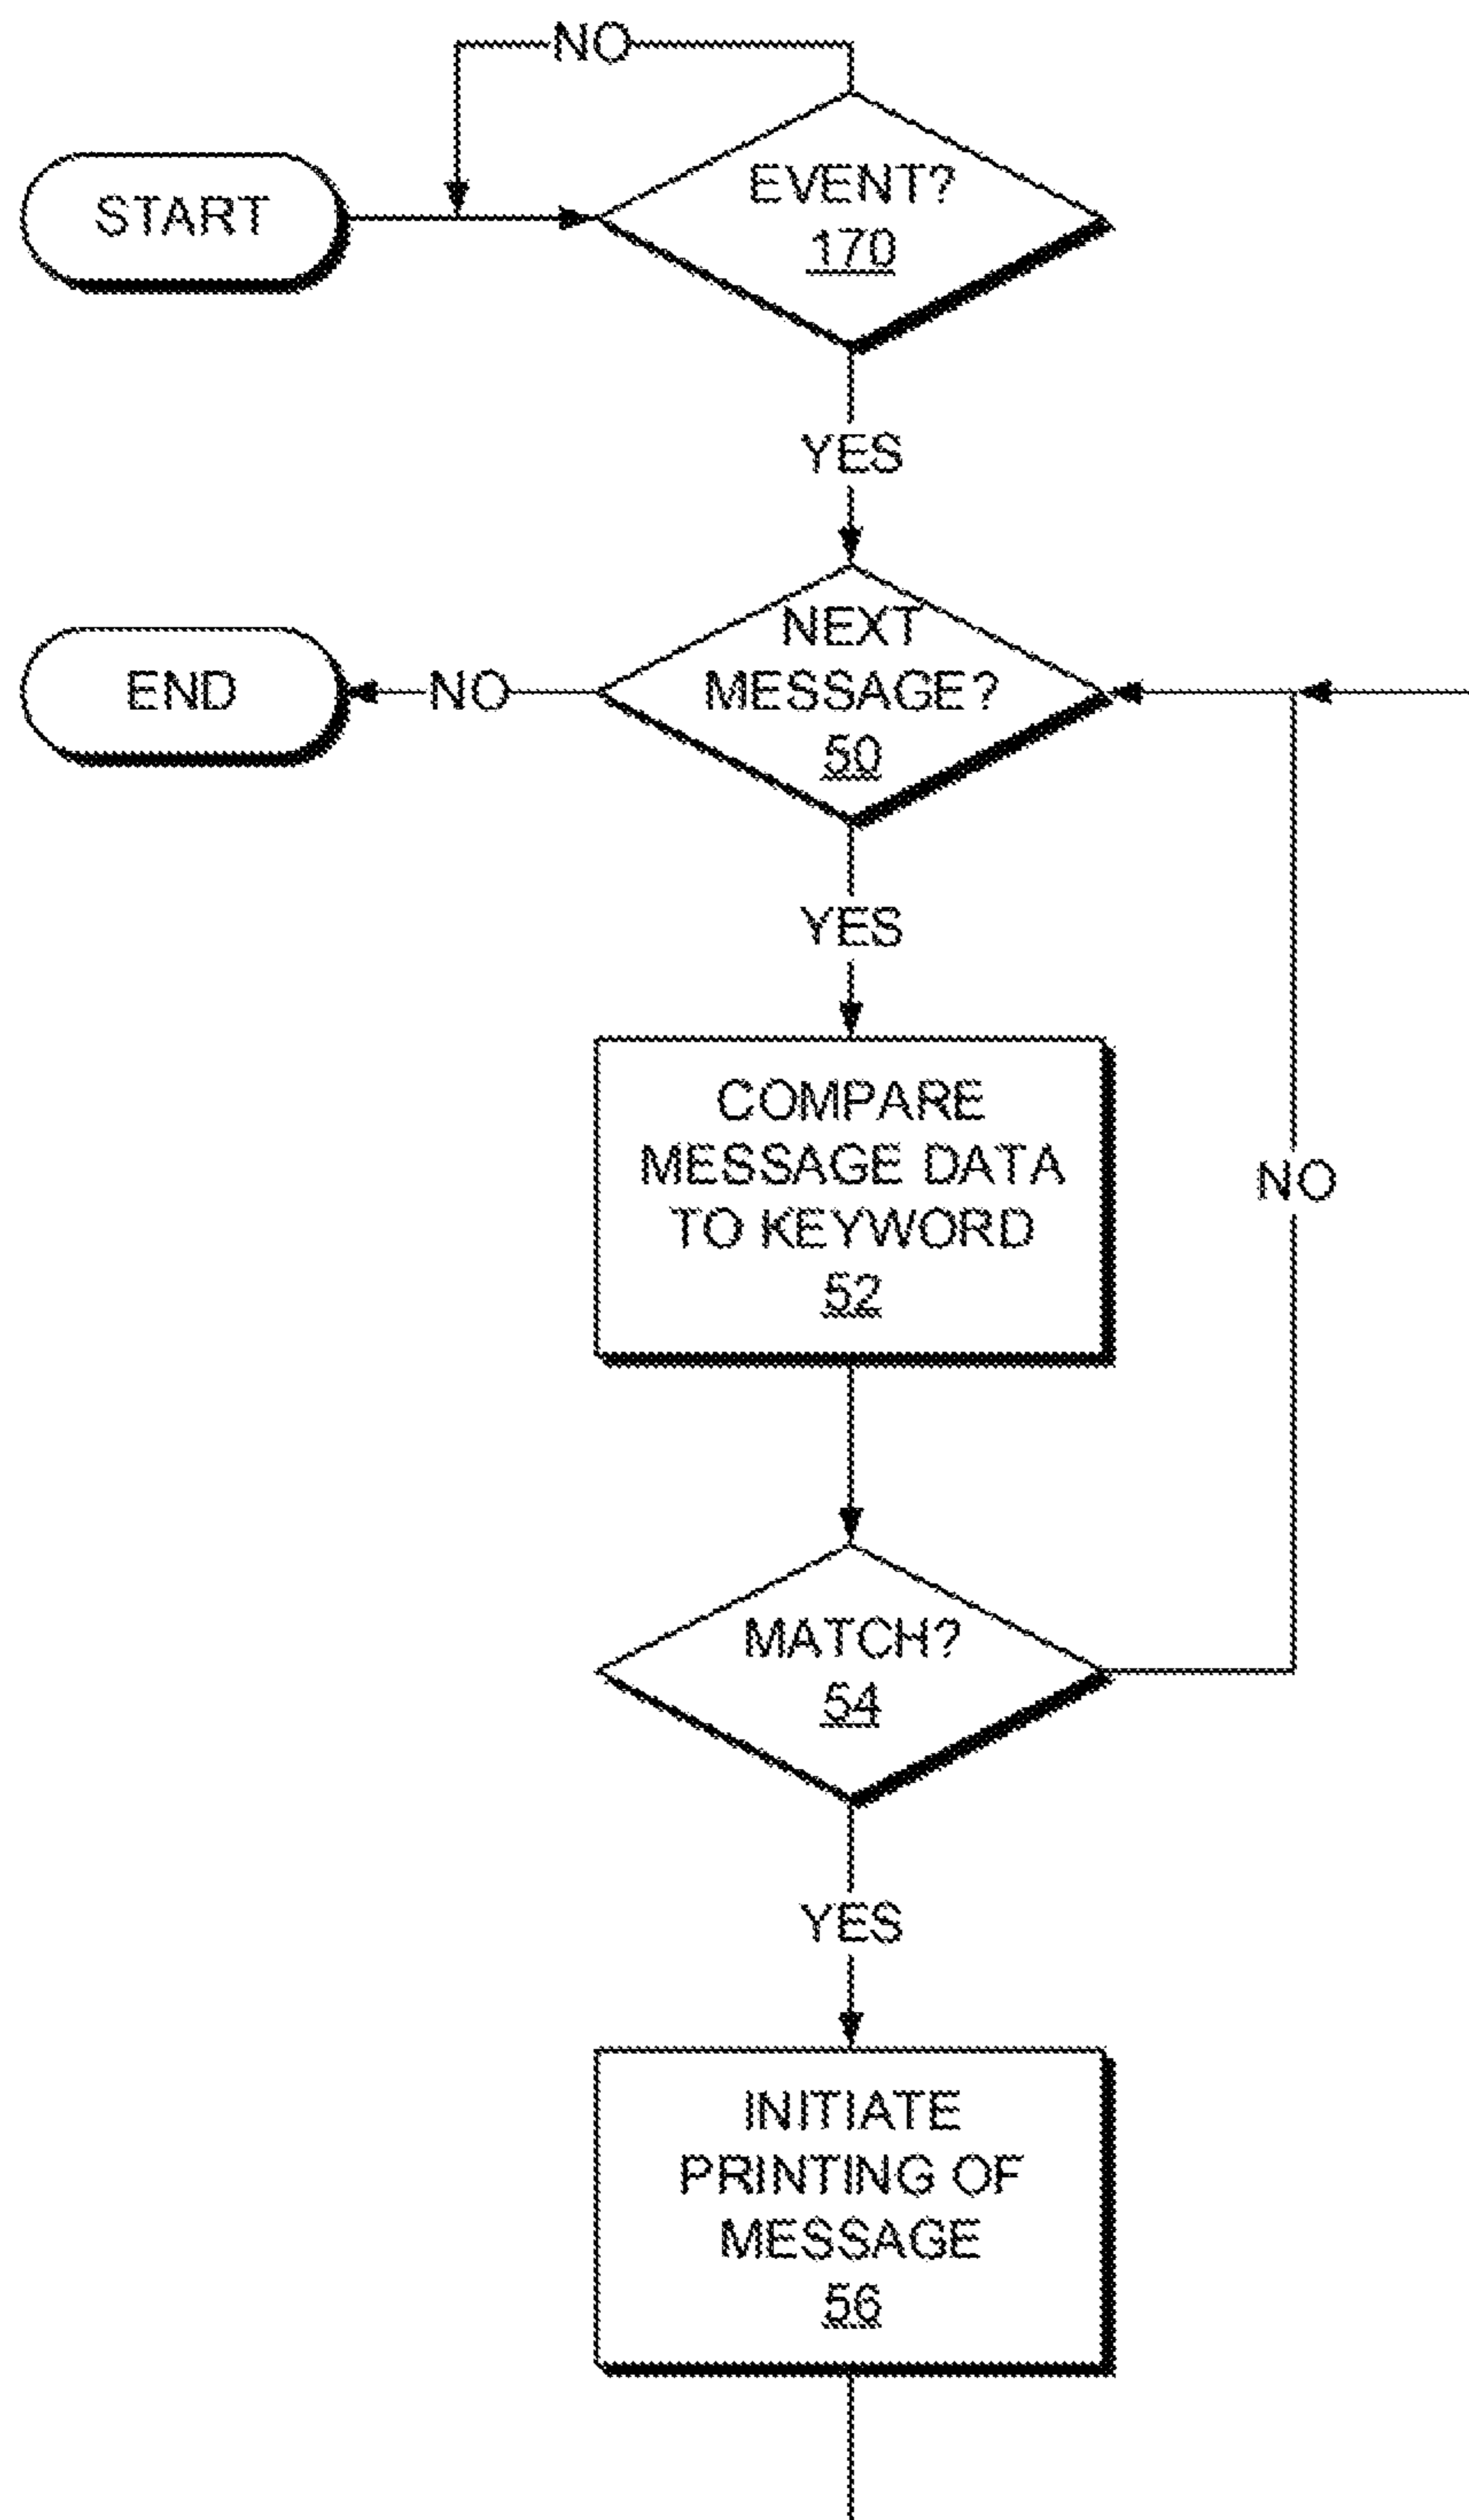 NO
START
EVENT?
170
YES
NEXT
MESSAGE?
50
NO
END
YES
COMPARE
MESSAGE DATA
TO KEYWORD
52
NO
MATCH?
54
YES
INITIATE
PRINTING OF
MESSAGE
56